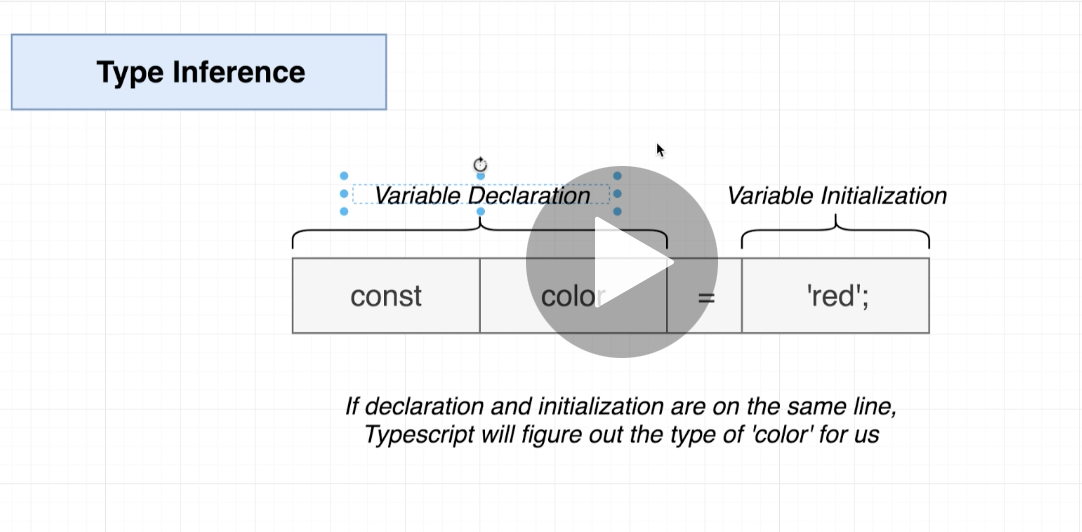 Type Inference
Variable Declaration
Variable Initialization
const color = 'red';
If declaration and initialization are on the same line,
Typescript will figure out the type of 'color' for us